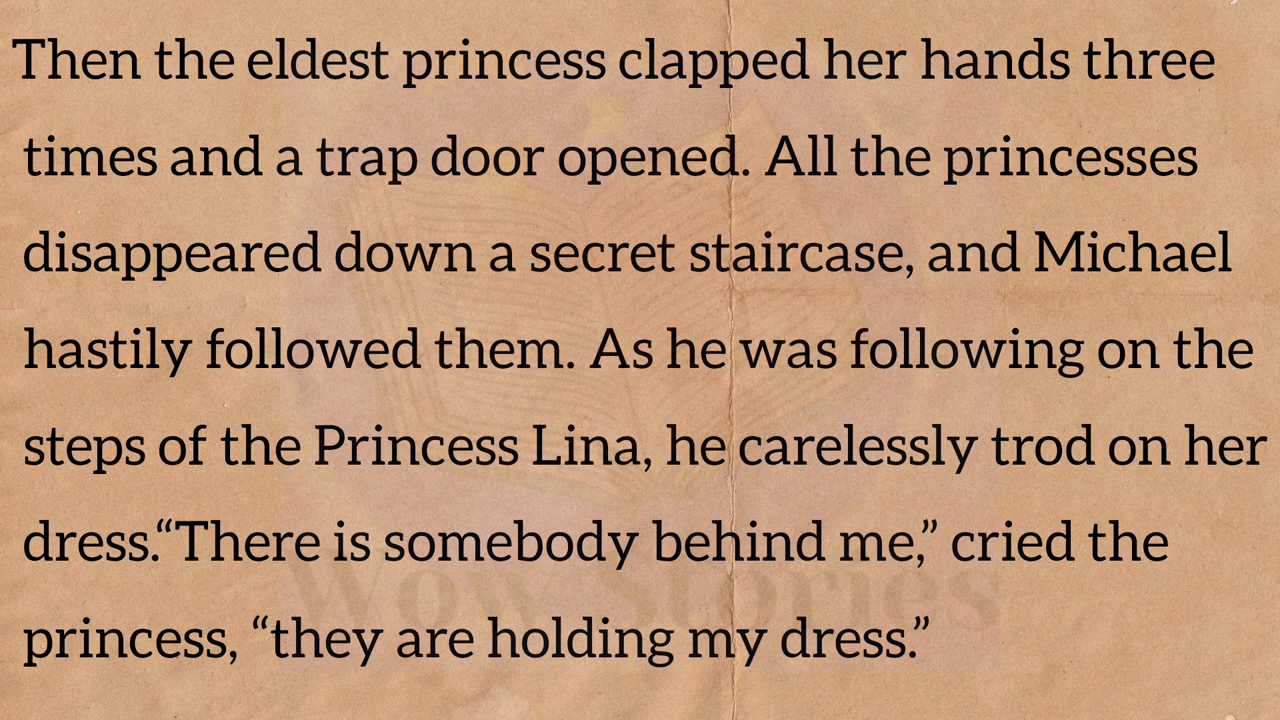 Then the eldest princess clapped her hands three
times and a trap door opened. All the princesses
disappeared down a secret staircase, and Michael
hastily followed them. As he was following on the
steps of the Princess Lina, he carelessly trod on her
dress.“There is somebody behind me,” cried the
princess, “they are holding my dress.”
Wow Stories